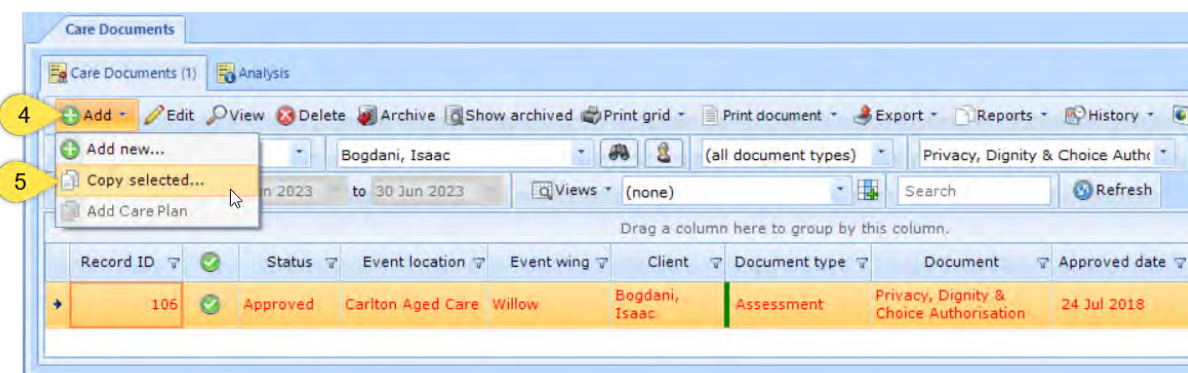 Care Documents
Care Documents (1) Analysis
4 Add Edit View Delete Archive Show archived Print grid Print document Export Reports History
Add new... Bogdani, Isaac (all document types) Privacy, Dignity & Choice Autho
5 Copy selected... 2023 to 30 Jun 2023 Views (none) Search Refresh
Add Care Plan
Drag a column here to group by this column.
Record ID Status Event location Event wing Client Document type Document Approved date
106 Approved Carlton Aged Care Willow Bogdani, Isaac Assessment Privacy, Dignity & Choice Authorisation 24 Jul 2018